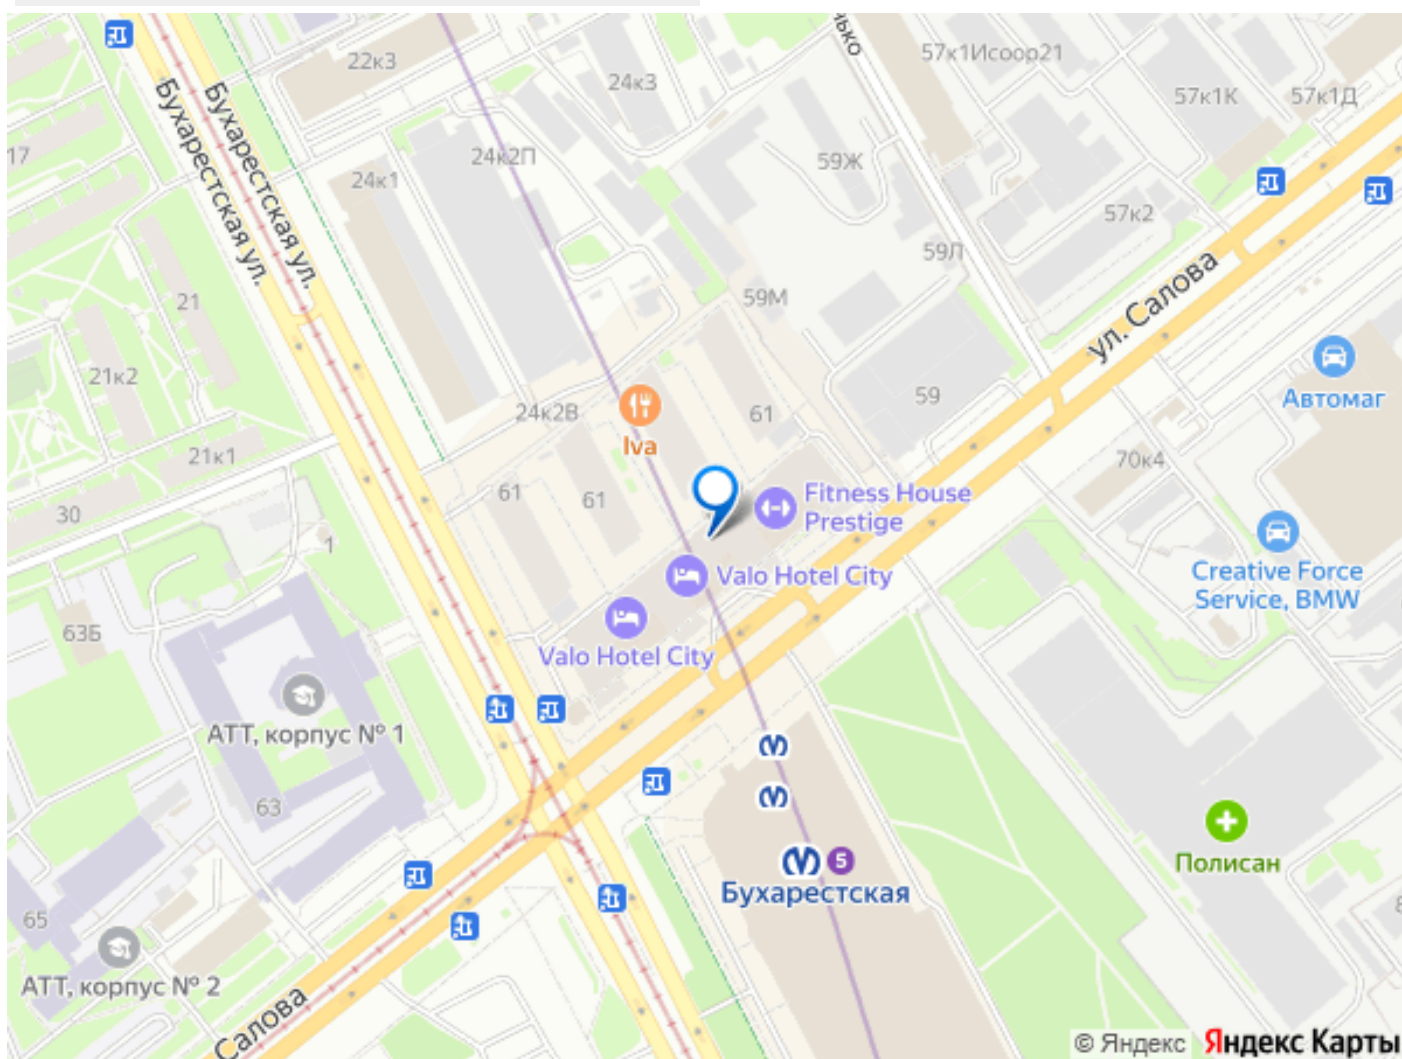 22к3
24к3
57к1Исоор21
57к1К
57к1Д
Бухарестская ул.
Бухарестская ул.
17
24к1
24к2П
59Ж
57к2
59Л
59М
ул. Салова
21
21к2
24к2В
Iva
61
59
Автомаг
21к1
30
61
61
Fitness House
Prestige
70к4
1
Valo Hotel City
Creative Force
Service, BMW
63Б
Valo Hotel City
АТТ, корпус № 1
63
5
Бухарестская
Полисан
65
АТТ, корпус № 2
Салова
© Яндекс
Яндекс Карты